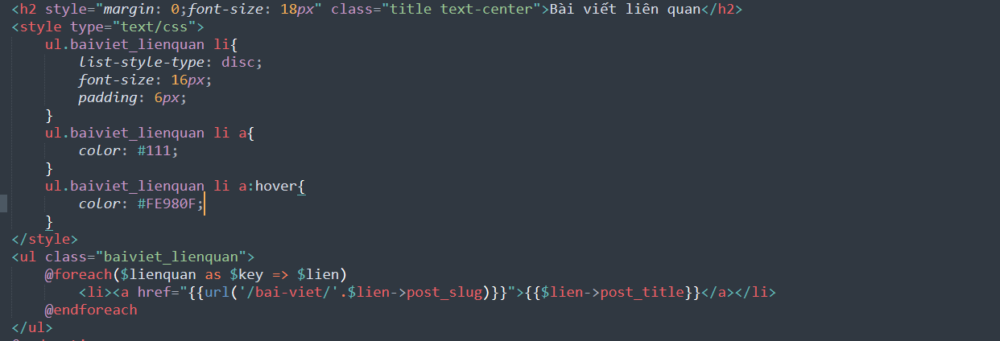 <h2 style="margin: 0;font-size: 18px" class="title text-center">Bài viết liên quan</h2>
<style type="text/css">
    ul.baiviet_lienquan li{
        list-style-type: disc;
        font-size: 16px;
        padding: 6px;
    }
    ul.baiviet_lienquan li a{
        color: #111;
    }
    ul.baiviet_lienquan li a:hover{
        color: #FE980F;
    }
</style>
<ul class="baiviet_lienquan">
    @foreach($lienquan as $key => $lien)
        <li><a href="{{url('/bai-viet/'.$lien->post_slug)}}">{{$lien->post_title}}</a></li>
    @endforeach
</ul>